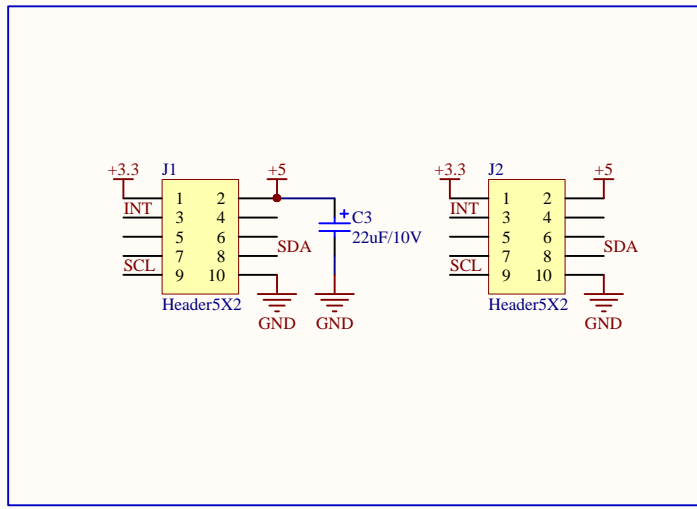 +3.3 J1 +5
INT 1 2
3 4
C3
5 6
22uF/10V
SDA
7 8
SCL 9 10
Header5X2
GND GND
+3.3 J2 +5
INT 1 2
3 4
5 6
SDA
7 8
SCL 9 10
Header5X2
GND